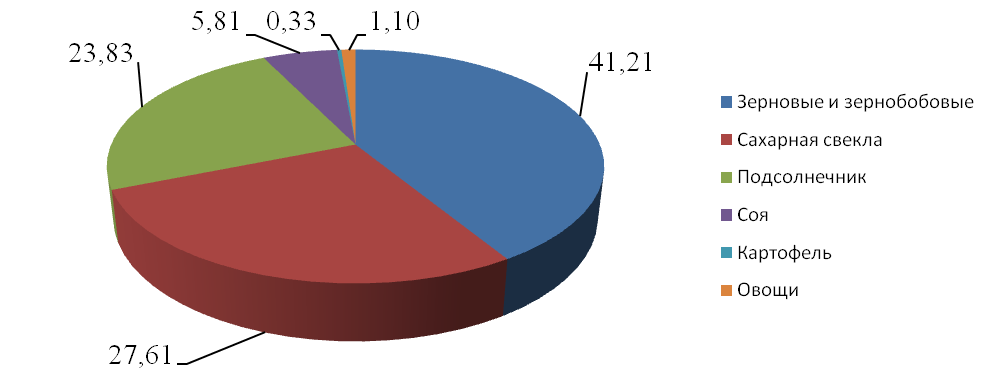 5,81 0,33 1,10
23,83
41,21
27,61
Зерновые и зернобобовые
Сахарная свекла
Подсолнечник
Соя
Картофель
Овощи